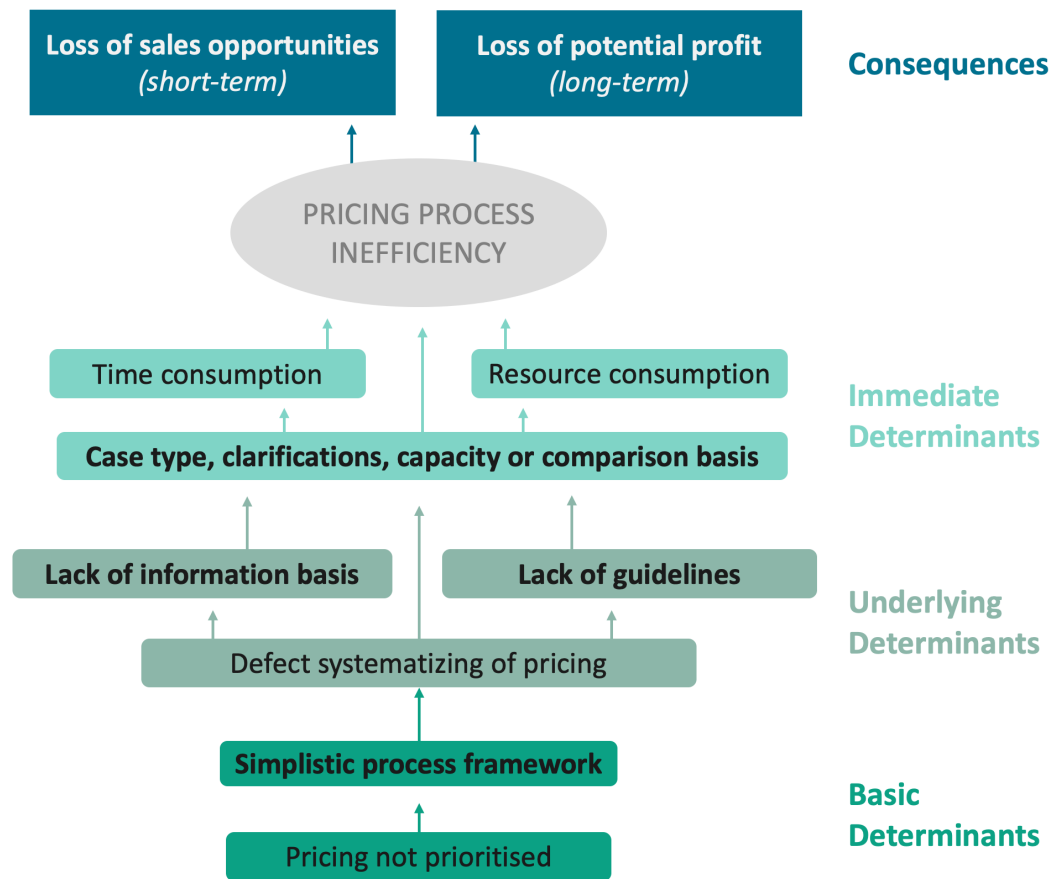 Loss of sales opportunities
(short-term)
Loss of potential profit
(long-term)
Consequences
PRICING PROCESS
INEFFICIENCY
Time consumption
Resource consumption
Immediate
Determinants
Case type, clarifications, capacity or comparison basis
Lack of information basis
Lack of guidelines
Underlying
Determinants
Defect systematizing of pricing
Simplistic process framework
Basic
Determinants
Pricing not prioritised